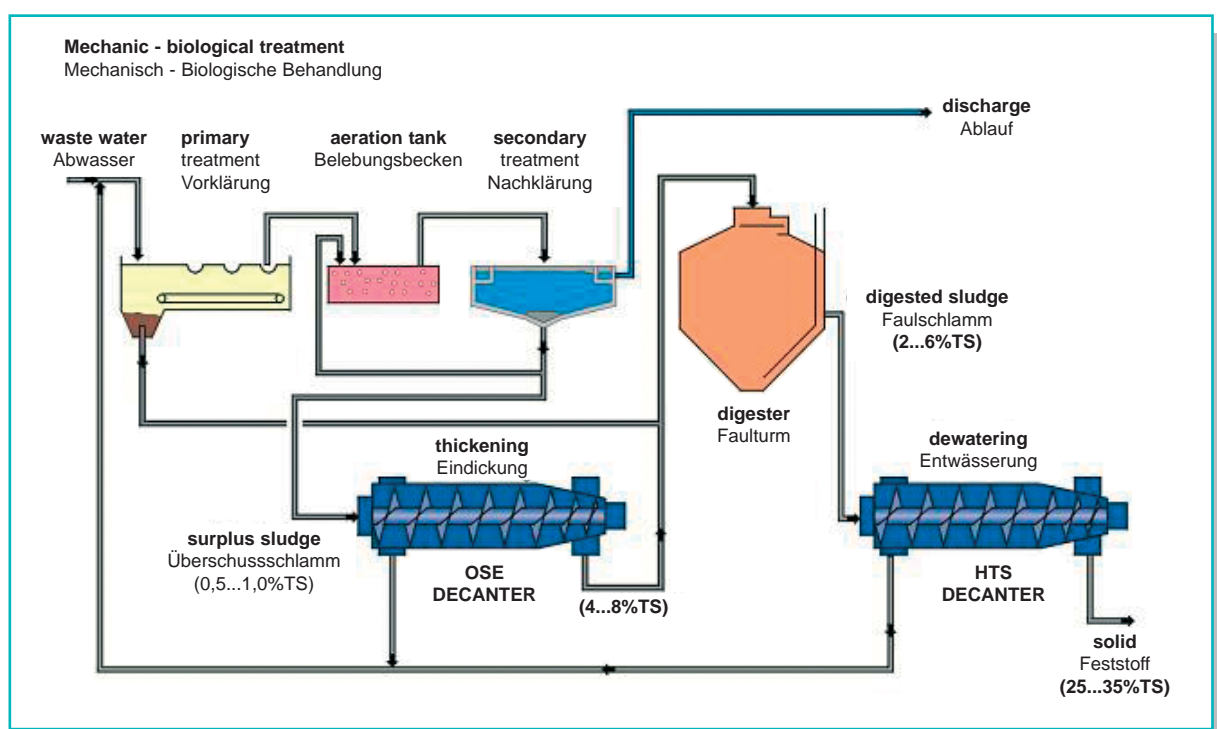 Mechanic - biological treatment
Mechanisch - Biologische Behandlung
waste water
Abwasser
primary
treatment
Vorklärung
aeration tank
Belebungsbecken
secondary
treatment
Nachklärung
discharge
Ablauf
digested sludge
Faulschlamm
(2...6%TS)
digester
Faulturm
thickening
Eindickung
dewatering
Entwässerung
surplus sludge
Überschussschlamm
(0,5...1,0%TS)
OSE
DECANTER
(4...8%TS)
HTS
DECANTER
solid
Feststoff
(25...35%TS)